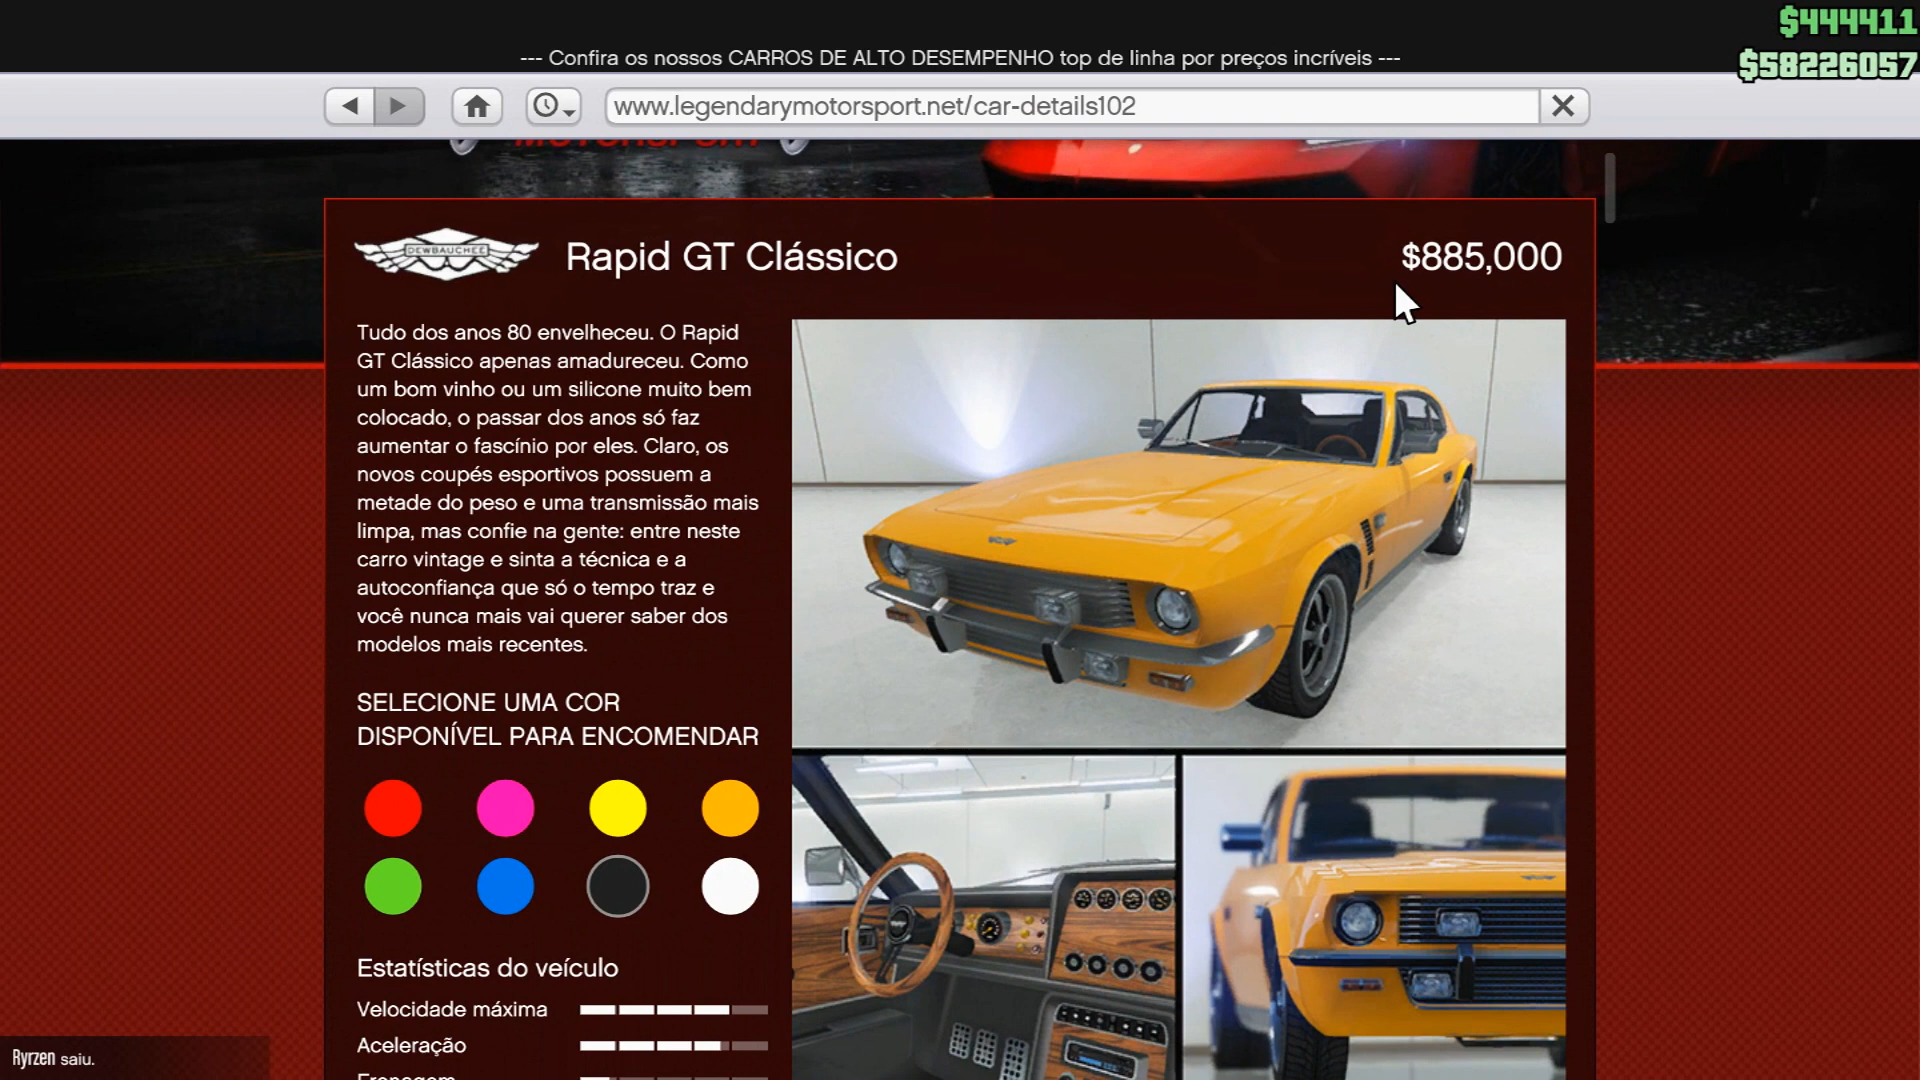 $444411
$58226057
--- Confira os nossos CARROS DE ALTO DESEMPENHO top de linha por preços incríveis ---
www.legendarymotorsport.net/car-details102
MOTORSPORT
DEWBAUCHEE
Rapid GT Clássico
$885,000
Tudo dos anos 80 envelheceu. O Rapid
GT Clássico apenas amadureceu. Como
um bom vinho ou um silicone muito bem
colocado, o passar dos anos só faz
aumentar o fascínio por eles. Claro, os
novos coupés esportivos possuem a
metade do peso e uma transmissão mais
limpa, mas confie na gente: entre neste
carro vintage e sinta a técnica e a
autoconfiança que só o tempo traz e
você nunca mais vai querer saber dos
modelos mais recentes.
SELECIONE UMA COR
DISPONÍVEL PARA ENCOMENDAR
Estatísticas do veículo
Velocidade máxima
Aceleração
Frenagem
Ryrzen saiu.